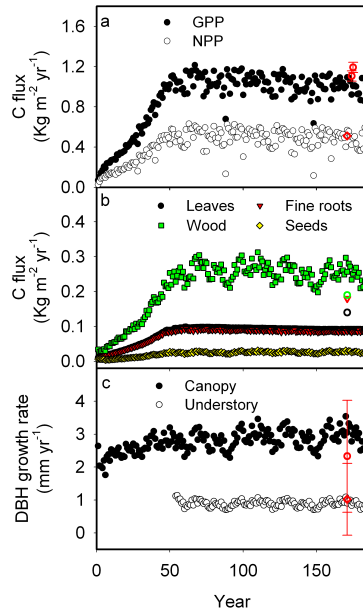 a
GPP
NPP
1.6
1.2
0.8
0.4
0.0
C flux
(Kg m⁻² yr⁻¹)
b
Leaves
Fine roots
Wood
Seeds
0.4
0.3
0.2
0.1
0.0
C flux
(Kg m⁻² yr⁻¹)
c
Canopy
Understory
4
3
2
1
0
DBH growth rate
(mm yr⁻¹)
0
50
100
150
Year